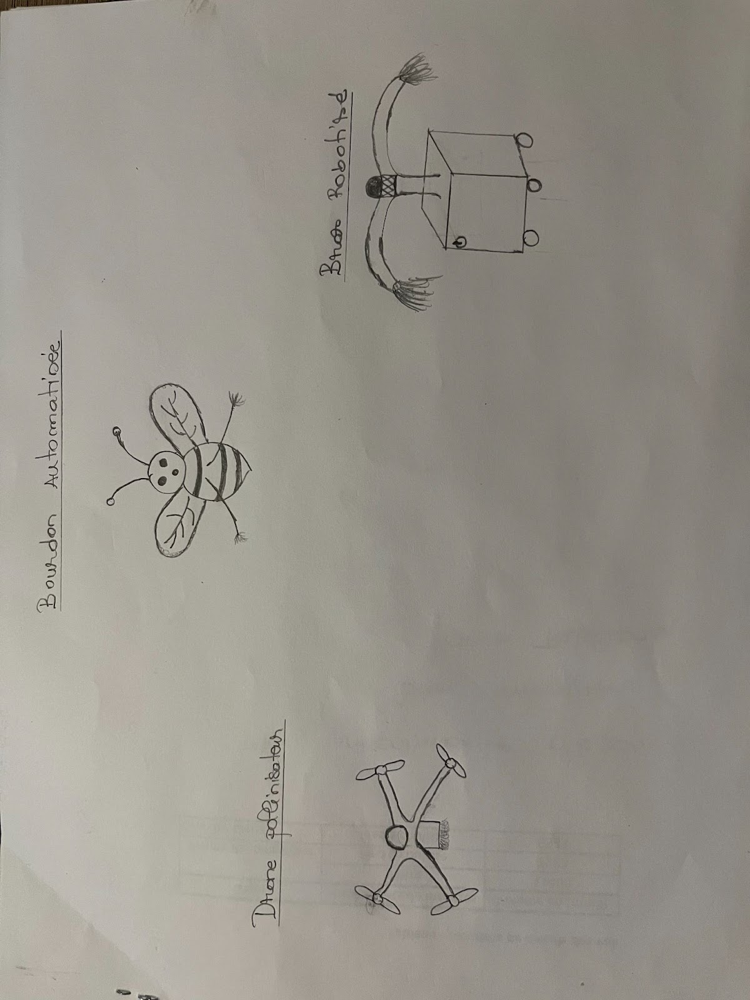 Bourdon Automatisée
Drone pollinisateur
Bras Robotisé